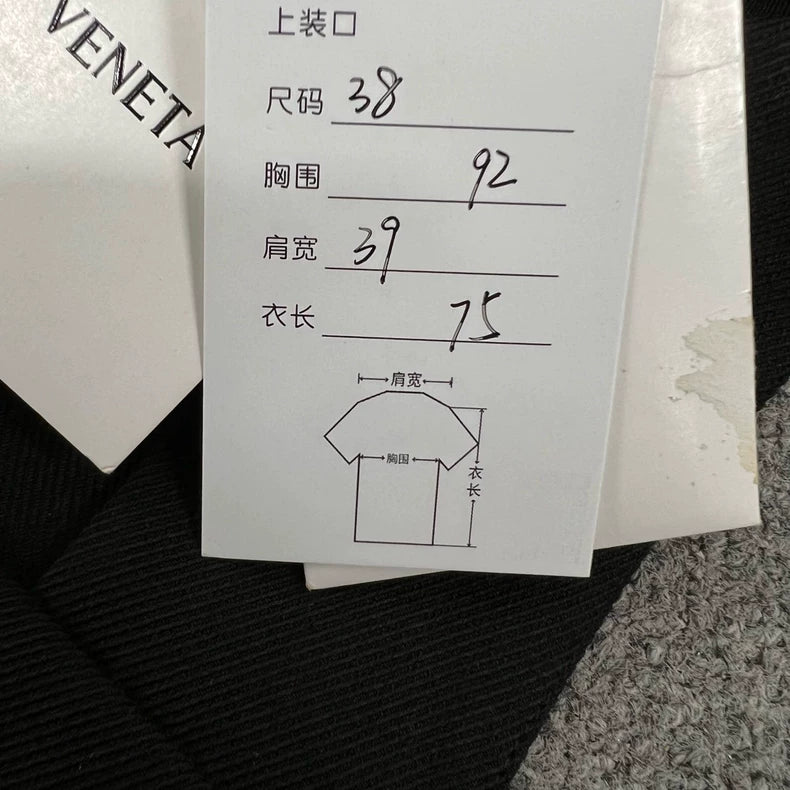 VENETA
上装口
尺码 38
胸围 92
肩宽 39
衣长 75
肩宽
胸围
衣长